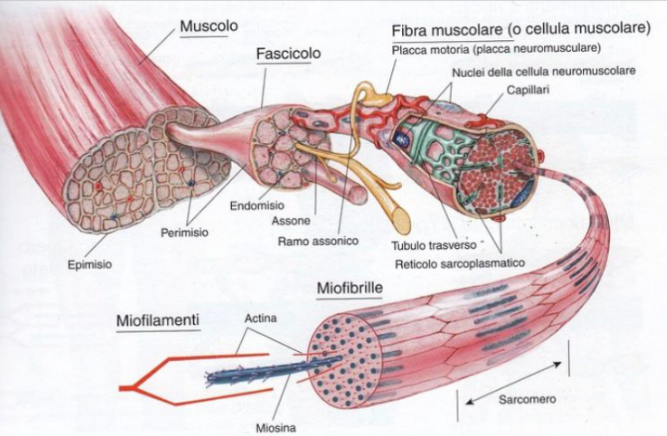 Muscolo
Fibra muscolare (o cellula muscolare)
Placca motoria (placca neuromusculare)
Fascicolo
Nuclei della cellula neuromuscolare
Capillari
Endomisio
Assone
Perimisio
Ramo assonico
Epimisio
Tubulo trasverso
Reticolo sarcoplasmatico
Miofibrille
Miofilamenti
Actina
Sarcomero
Miosina